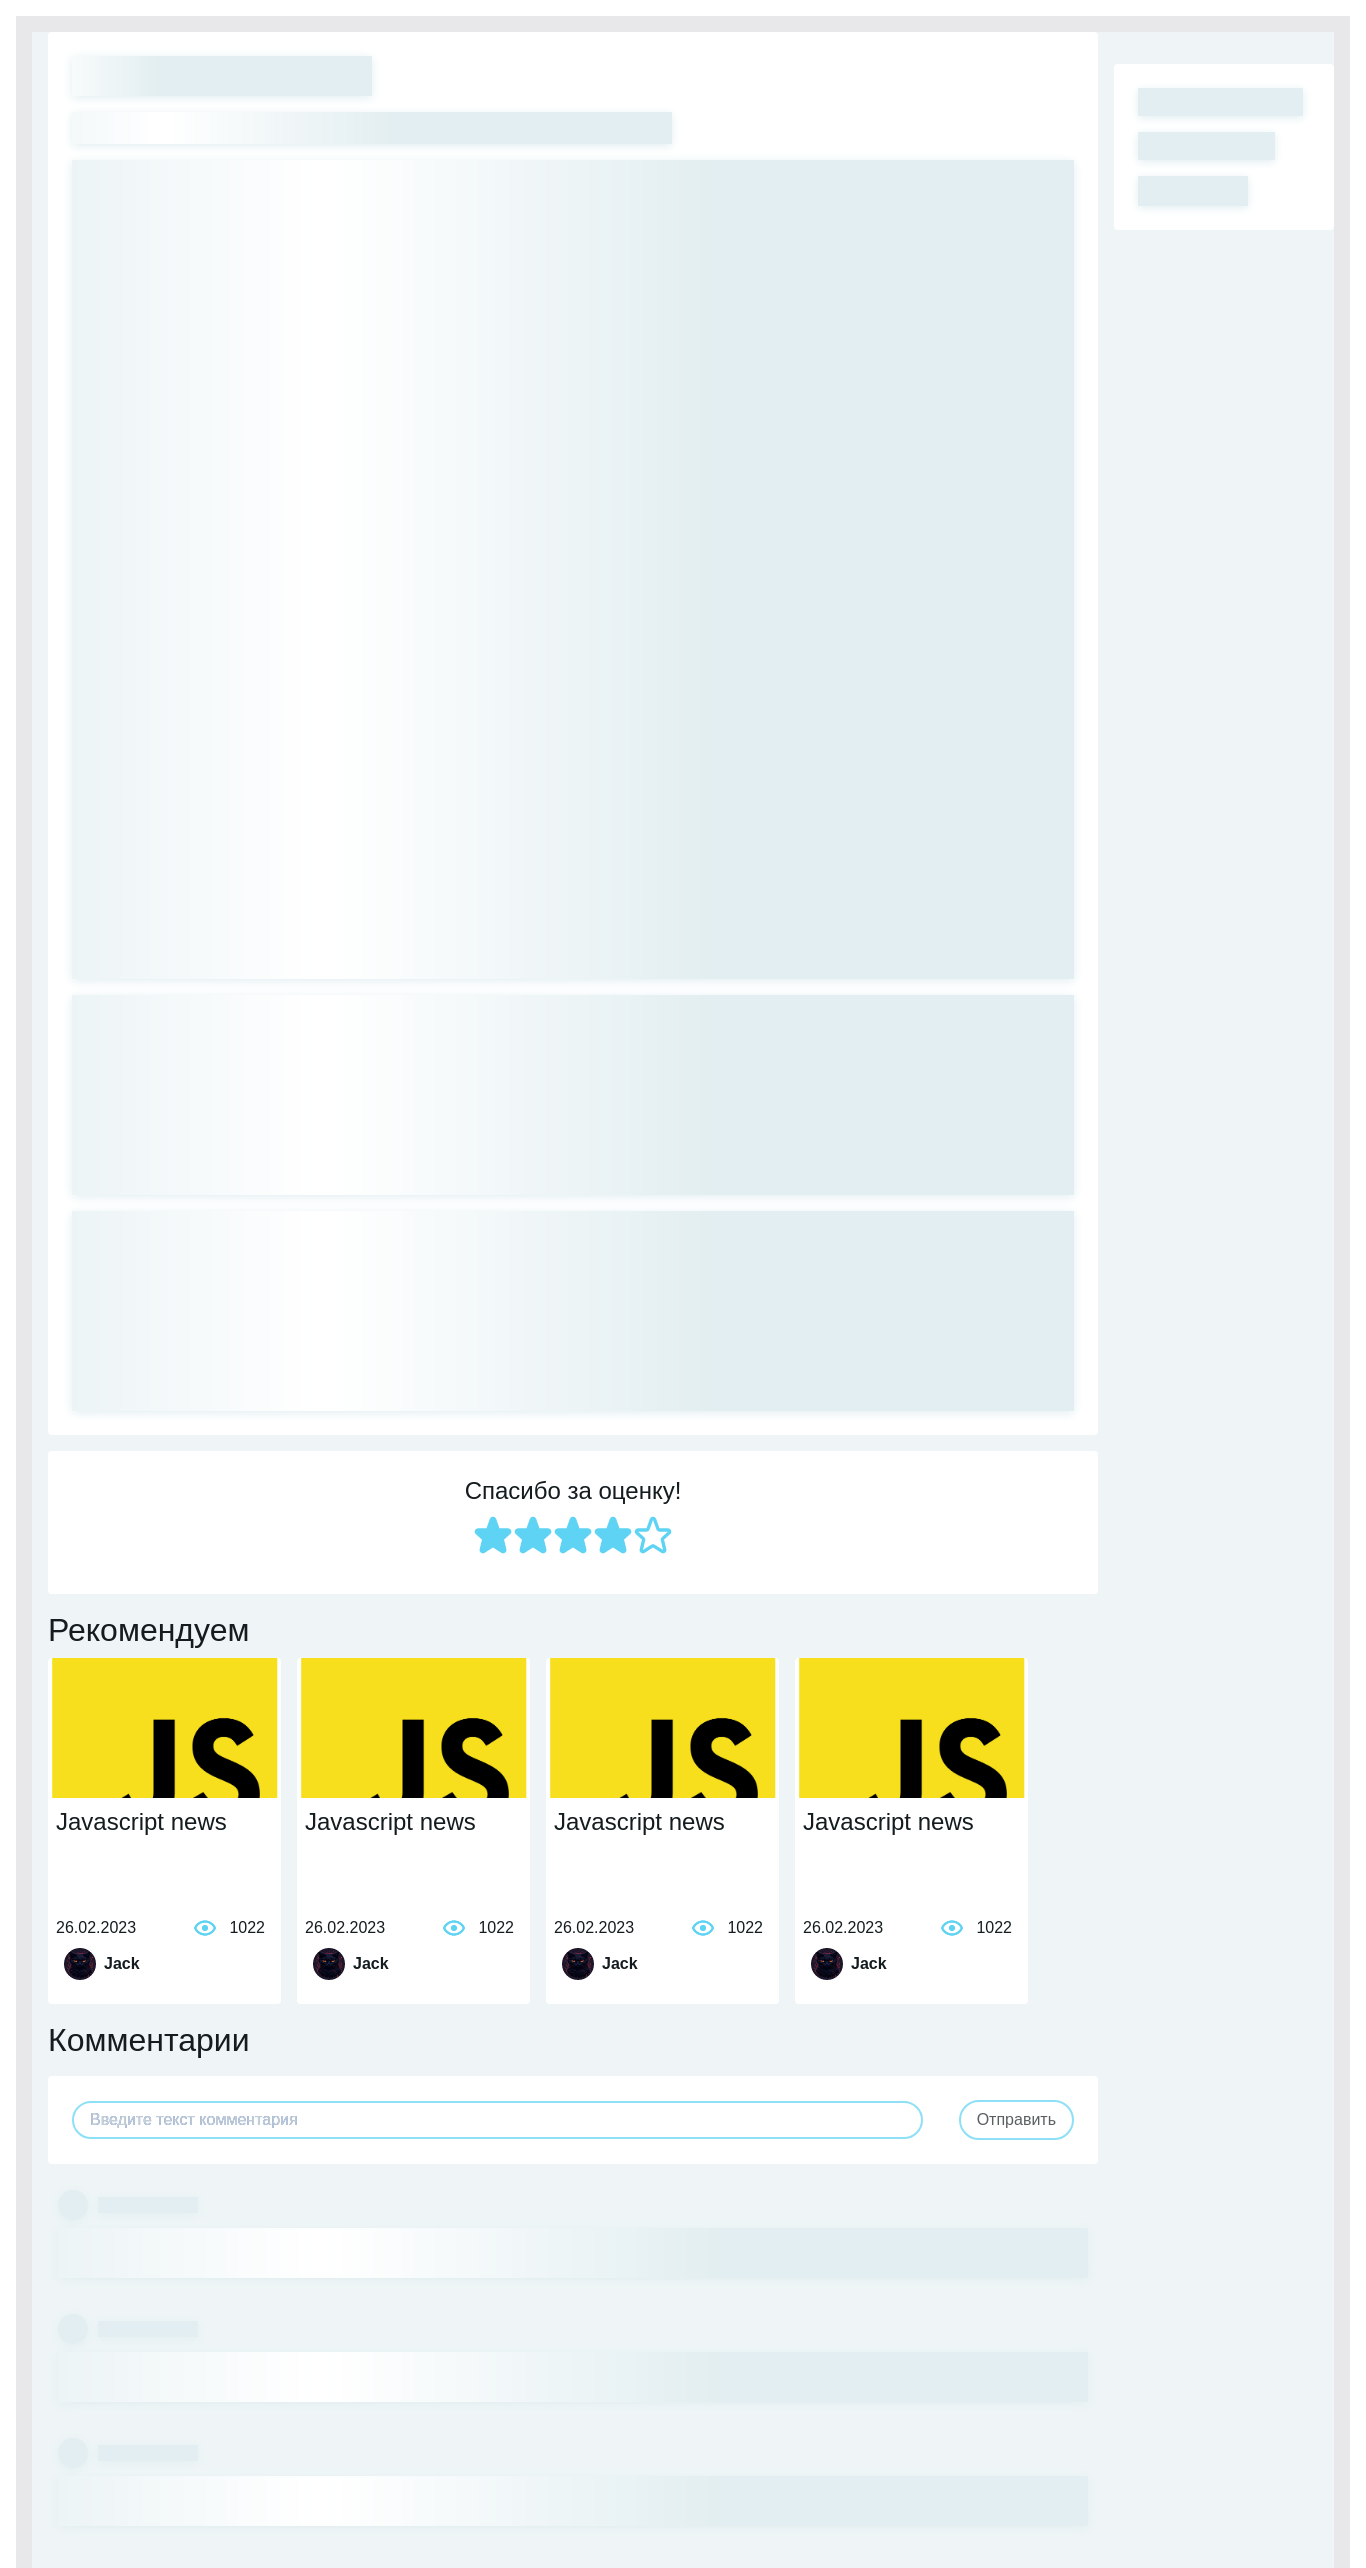 Спасибо за оценку!
Рекомендуем
JS JS JS JS
Javascript news Javascript news Javascript news Javascript news
26.02.2023 1022 26.02.2023 1022 26.02.2023 1022 26.02.2023 1022
Jack Jack Jack Jack
Комментарии
Введите текст комментария Отправить